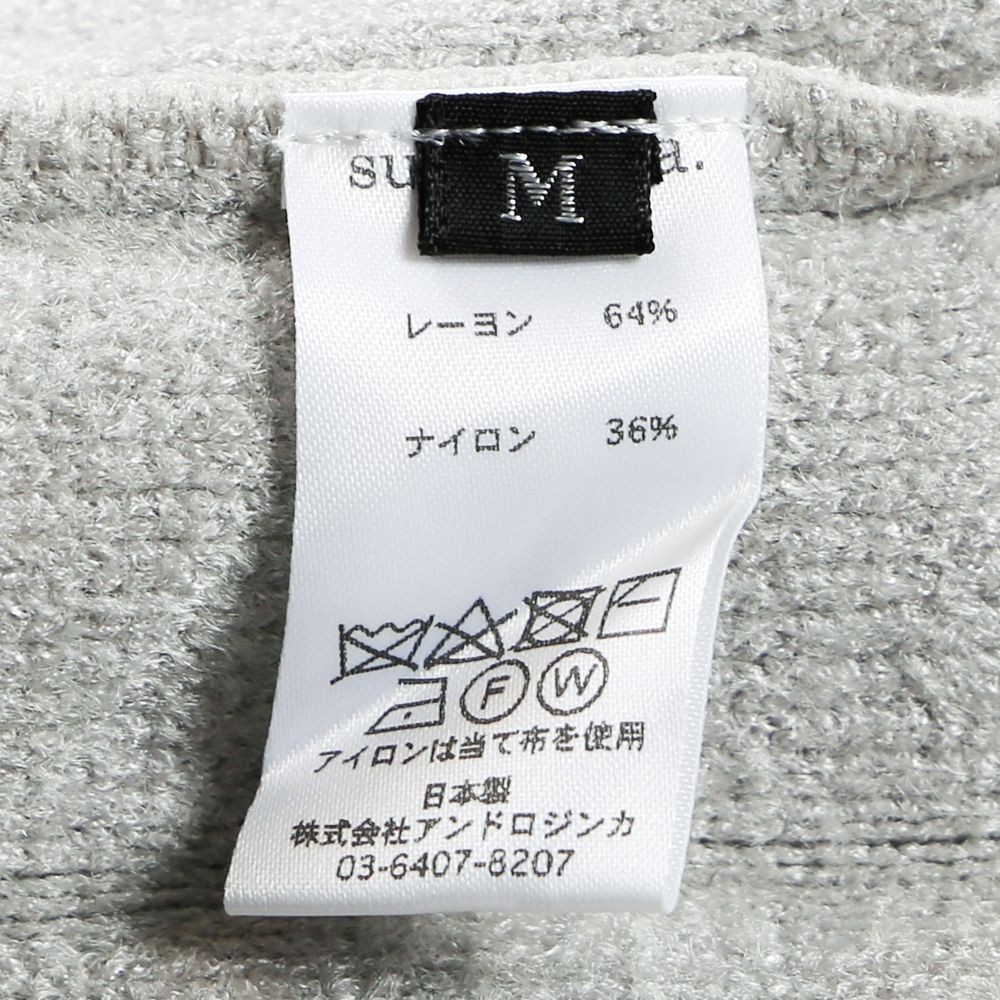 M
レーヨン 64%
ナイロン 36%
F W
アイロンは当て布を使用
日本製
株式会社アンドロジンカ
03-6407-8207